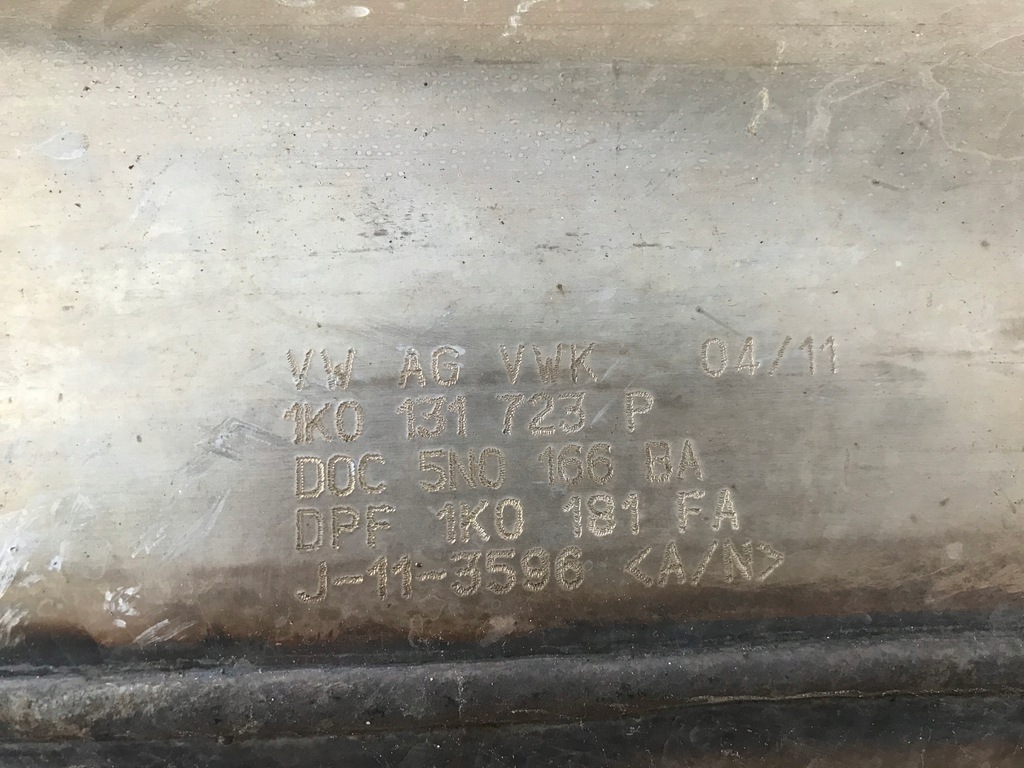 VW AG VWK 04/11
1K0 131 723 P
DOC 5N0 166 BA
DPF 1K0 181 FA
J-11-3596 <A/N>